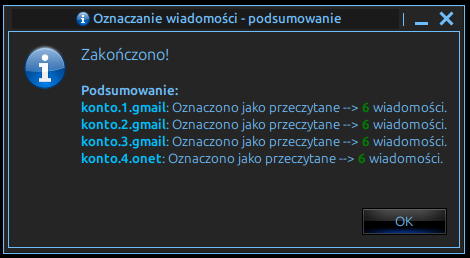 Oznaczanie wiadomości - podsumowanie
Zakończono!
Podsumowanie:
konto.1.gmail: Oznaczono jako przeczytane --> 6 wiadomości.
konto.2.gmail: Oznaczono jako przeczytane --> 6 wiadomości.
konto.3.gmail: Oznaczono jako przeczytane --> 6 wiadomości.
konto.4.onet: Oznaczono jako przeczytane --> 6 wiadomości.
OK